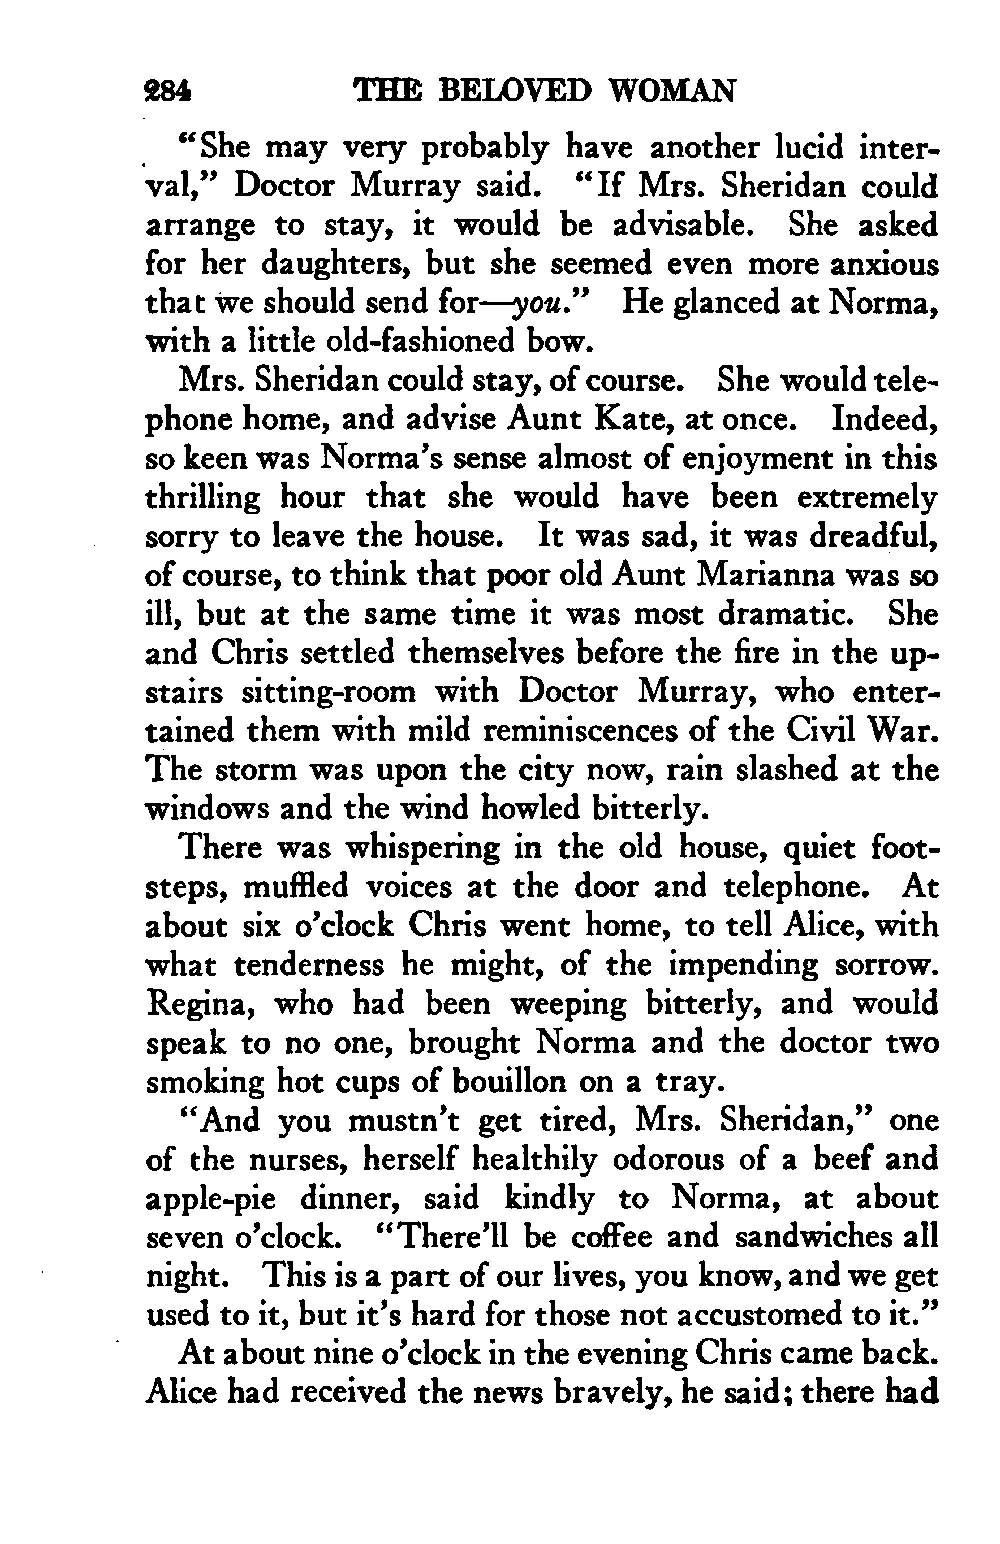 284 THE BELOVED WOMAN
“She may very probably have another lucid inter-
val,” Doctor Murray said. “If Mrs. Sheridan could
arrange to stay, it would be advisable. She asked
for her daughters, but she seemed even more anxious
that we should send for—you.” He glanced at Norma,
with a little old-fashioned bow.
Mrs. Sheridan could stay, of course. She would tele-
phone home, and advise Aunt Kate, at once. Indeed,
so keen was Norma’s sense almost of enjoyment in this
thrilling hour that she would have been extremely
sorry to leave the house. It was sad, it was dreadful,
of course, to think that poor old Aunt Marianna was so
ill, but at the same time it was most dramatic. She
and Chris settled themselves before the fire in the up-
stairs sitting-room with Doctor Murray, who enter-
tained them with mild reminiscences of the Civil War.
The storm was upon the city now, rain slashed at the
windows and the wind howled bitterly.
There was whispering in the old house, quiet foot-
steps, muffled voices at the door and telephone. At
about six o’clock Chris went home, to tell Alice, with
what tenderness he might, of the impending sorrow.
Regina, who had been weeping bitterly, and would
speak to no one, brought Norma and the doctor two
smoking hot cups of bouillon on a tray.
“And you mustn’t get tired, Mrs. Sheridan,” one
of the nurses, herself healthily odorous of a beef and
apple-pie dinner, said kindly to Norma, at about
seven o’clock. “There’ll be coffee and sandwiches all
night. This is a part of our lives, you know, and we get
used to it, but it’s hard for those not accustomed to it.”
At about nine o’clock in the evening Chris came back.
Alice had received the news bravely, he said; there had